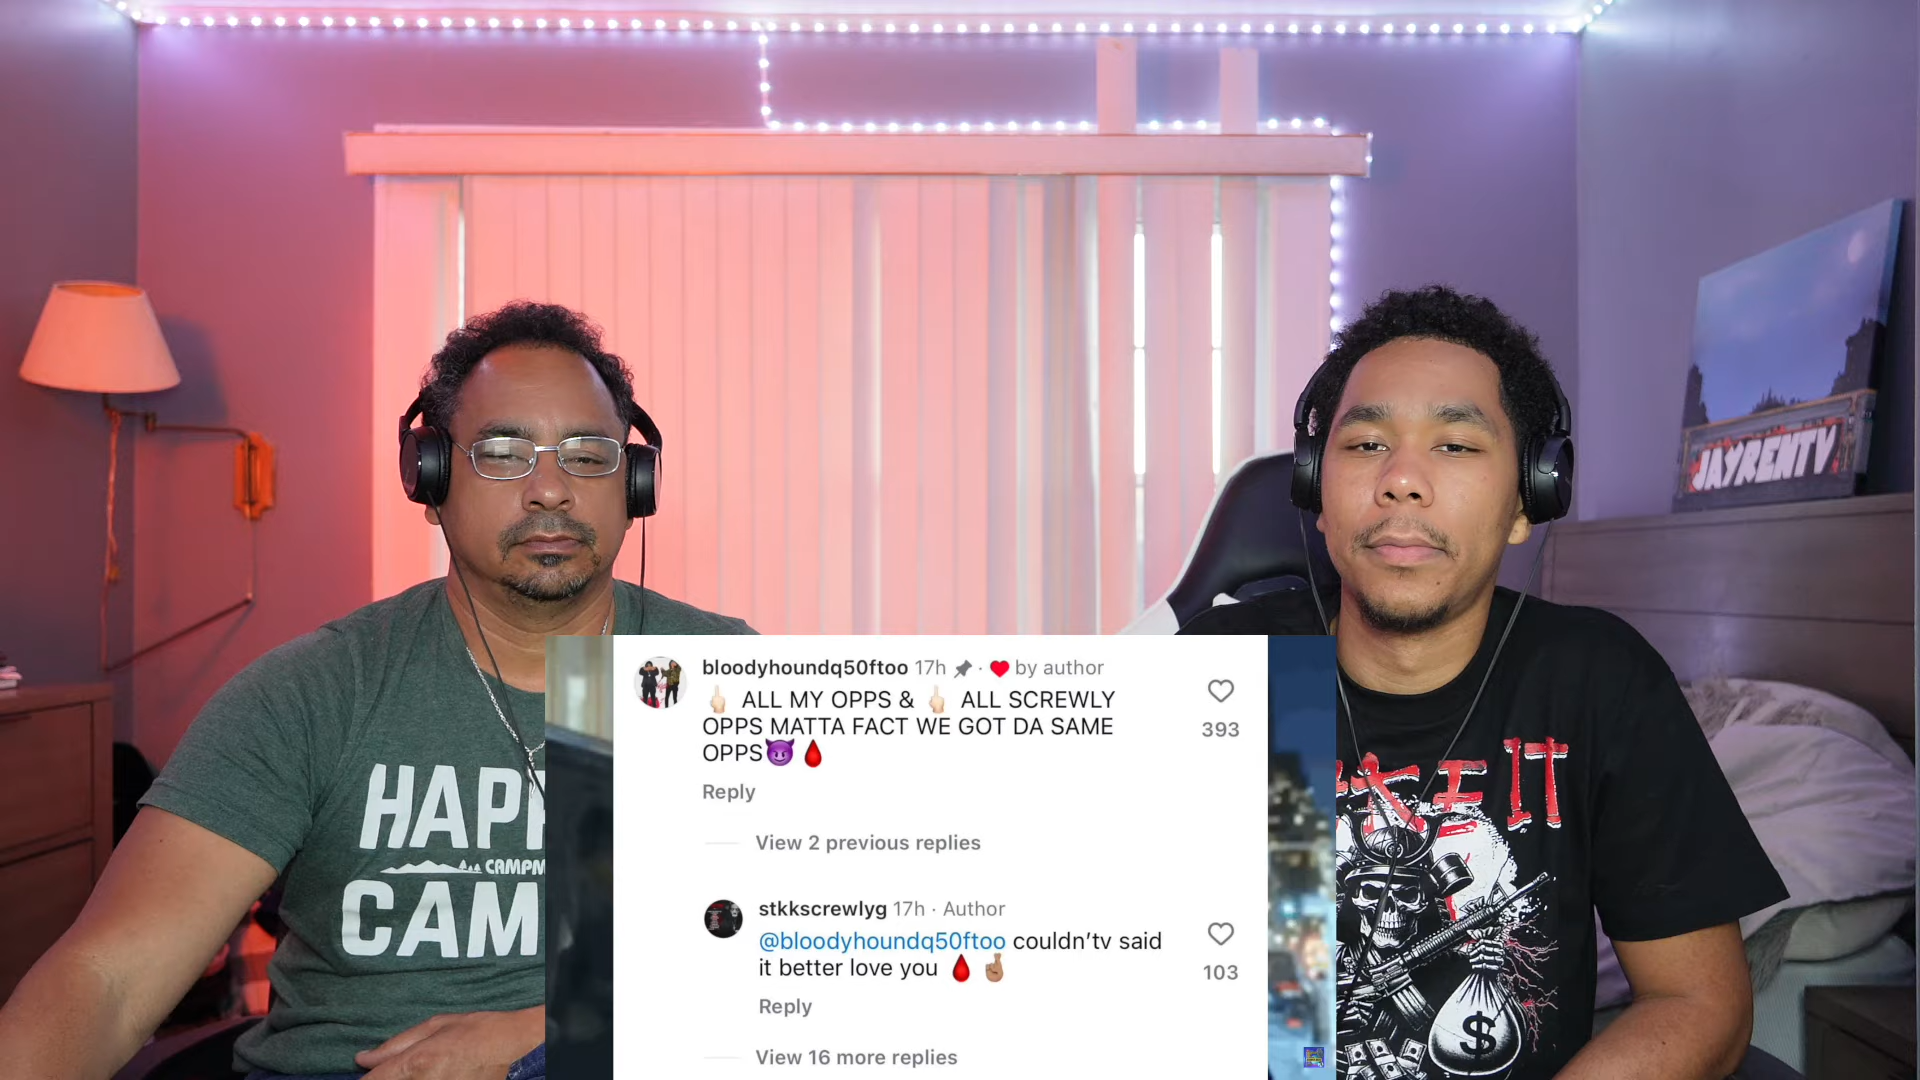 JAYRENTV
HAPP
CAMPM
CAM
KE IT
$
bloodyhoundq50ftoo 17h 📌 · ❤️ by author
🖕🏻 ALL MY OPPS & 🖕🏻 ALL SCREWLY
OPPS MATTA FACT WE GOT DA SAME
OPPS😈🩸
393
Reply
View 2 previous replies
stkkscrewlyg 17h · Author
@bloodyhoundq50ftoo couldn'tv said
it better love you 🩸🤞🏽
103
Reply
View 16 more replies